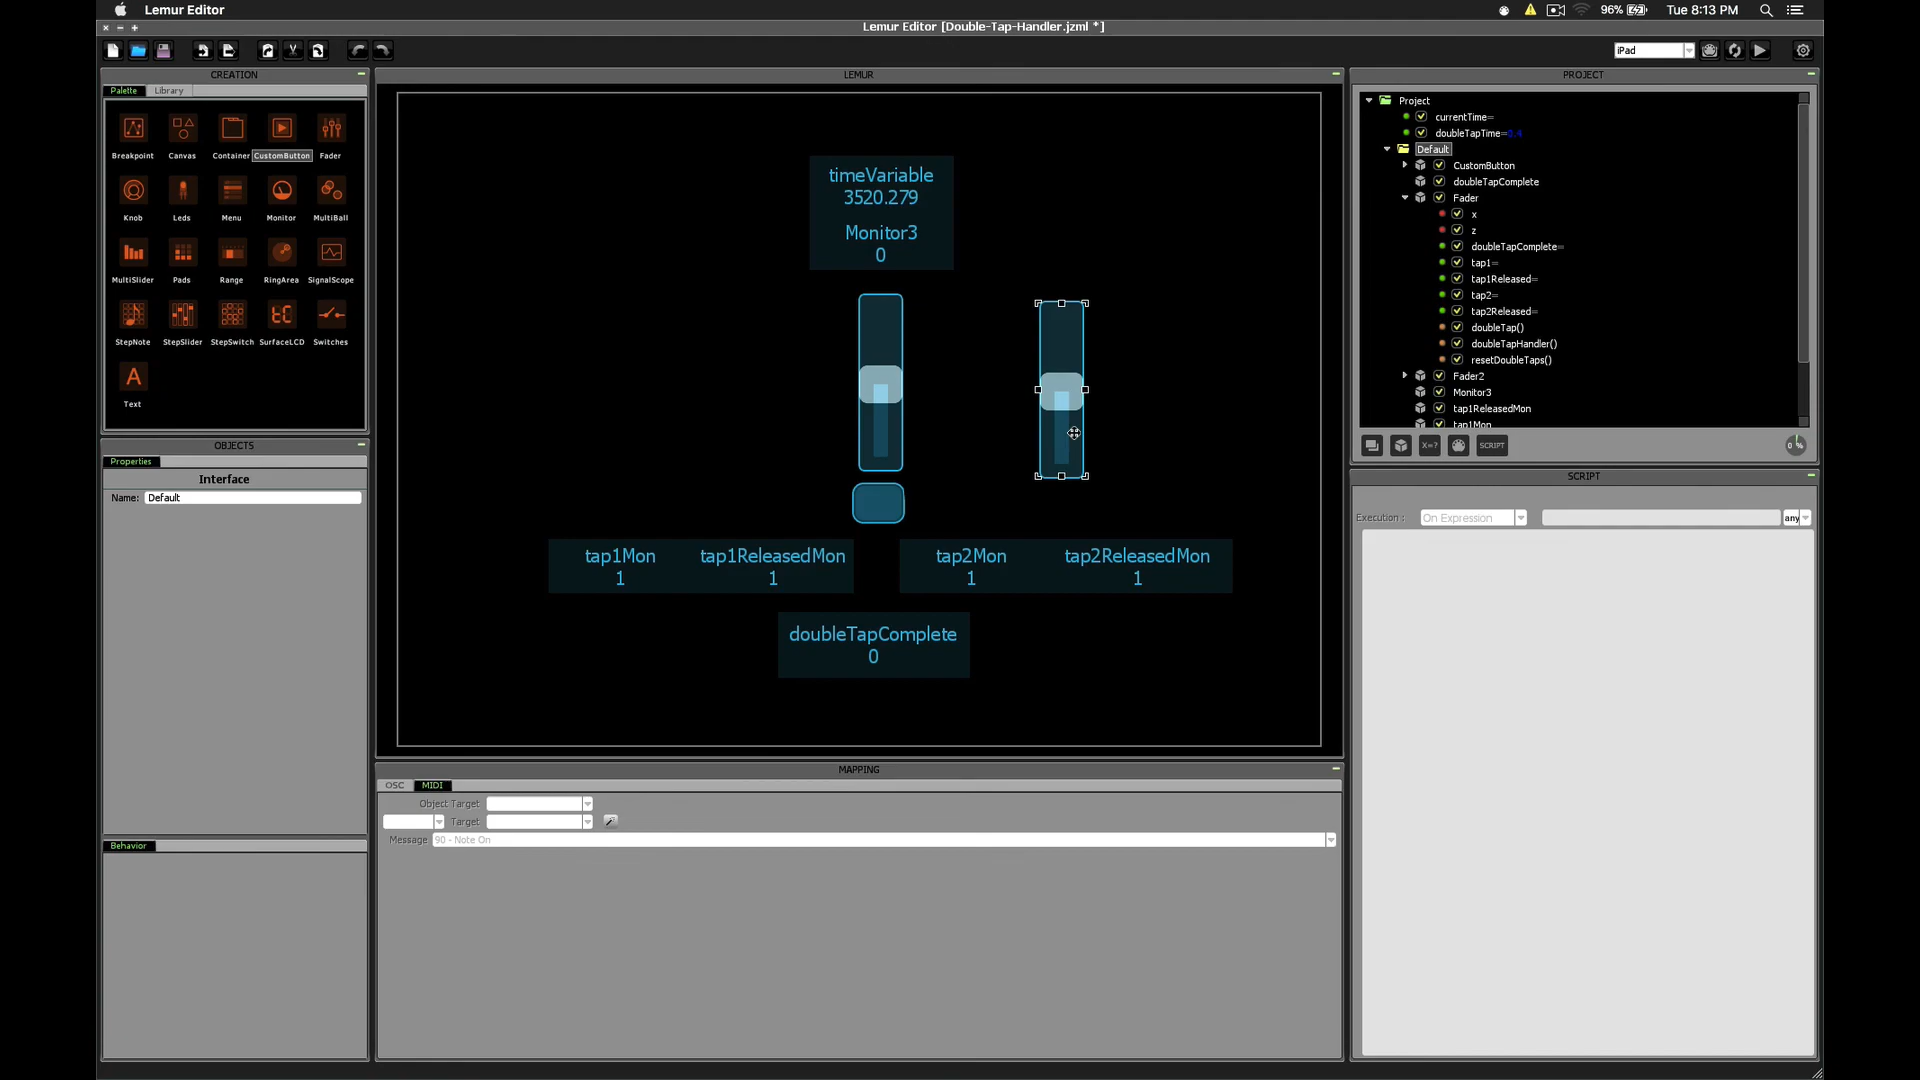 Lemur Editor
96%
Tue 8:13 PM
Lemur Editor [Double-Tap-Handler.jzml *]
iPad
CREATION
Palette
Library
Breakpoint
Canvas
Container
CustomButton
Fader
Knob
Leds
Menu
Monitor
MultiBall
MultiSlider
Pads
Range
RingArea
SignalScope
StepNote
StepSlider
StepSwitch
SurfaceLCD
Switches
A
Text
OBJECTS
Properties
Interface
Name: Default
Behavior
LEMUR
timeVariable
3520.279
Monitor3
0
tap1Mon
1
tap1ReleasedMon
1
tap2Mon
1
tap2ReleasedMon
1
doubleTapComplete
0
MAPPING
OSC
MIDI
Object Target
Target
Message
90 - Note On
PROJECT
Project
currentTime=
doubleTapTime=0.4
Default
CustomButton
doubleTapComplete
Fader
x
z
doubleTapComplete=
tap1=
tap1Released=
tap2=
tap2Released=
doubleTap()
doubleTapHandler()
resetDoubleTaps()
Fader2
Monitor3
tap1ReleasedMon
tap1Mon
X=?
SCRIPT
0 %
SCRIPT
Execution :
On Expression
any